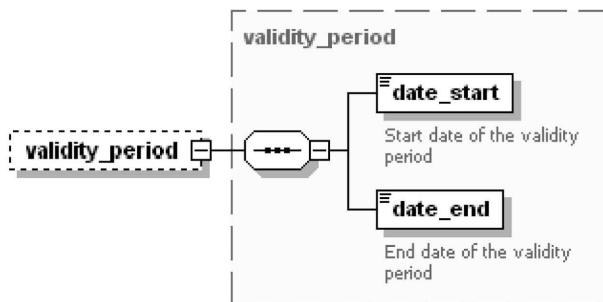 validity_period
date_start
Start date of the validity
period
validity_period
date_end
End date of the validity
period